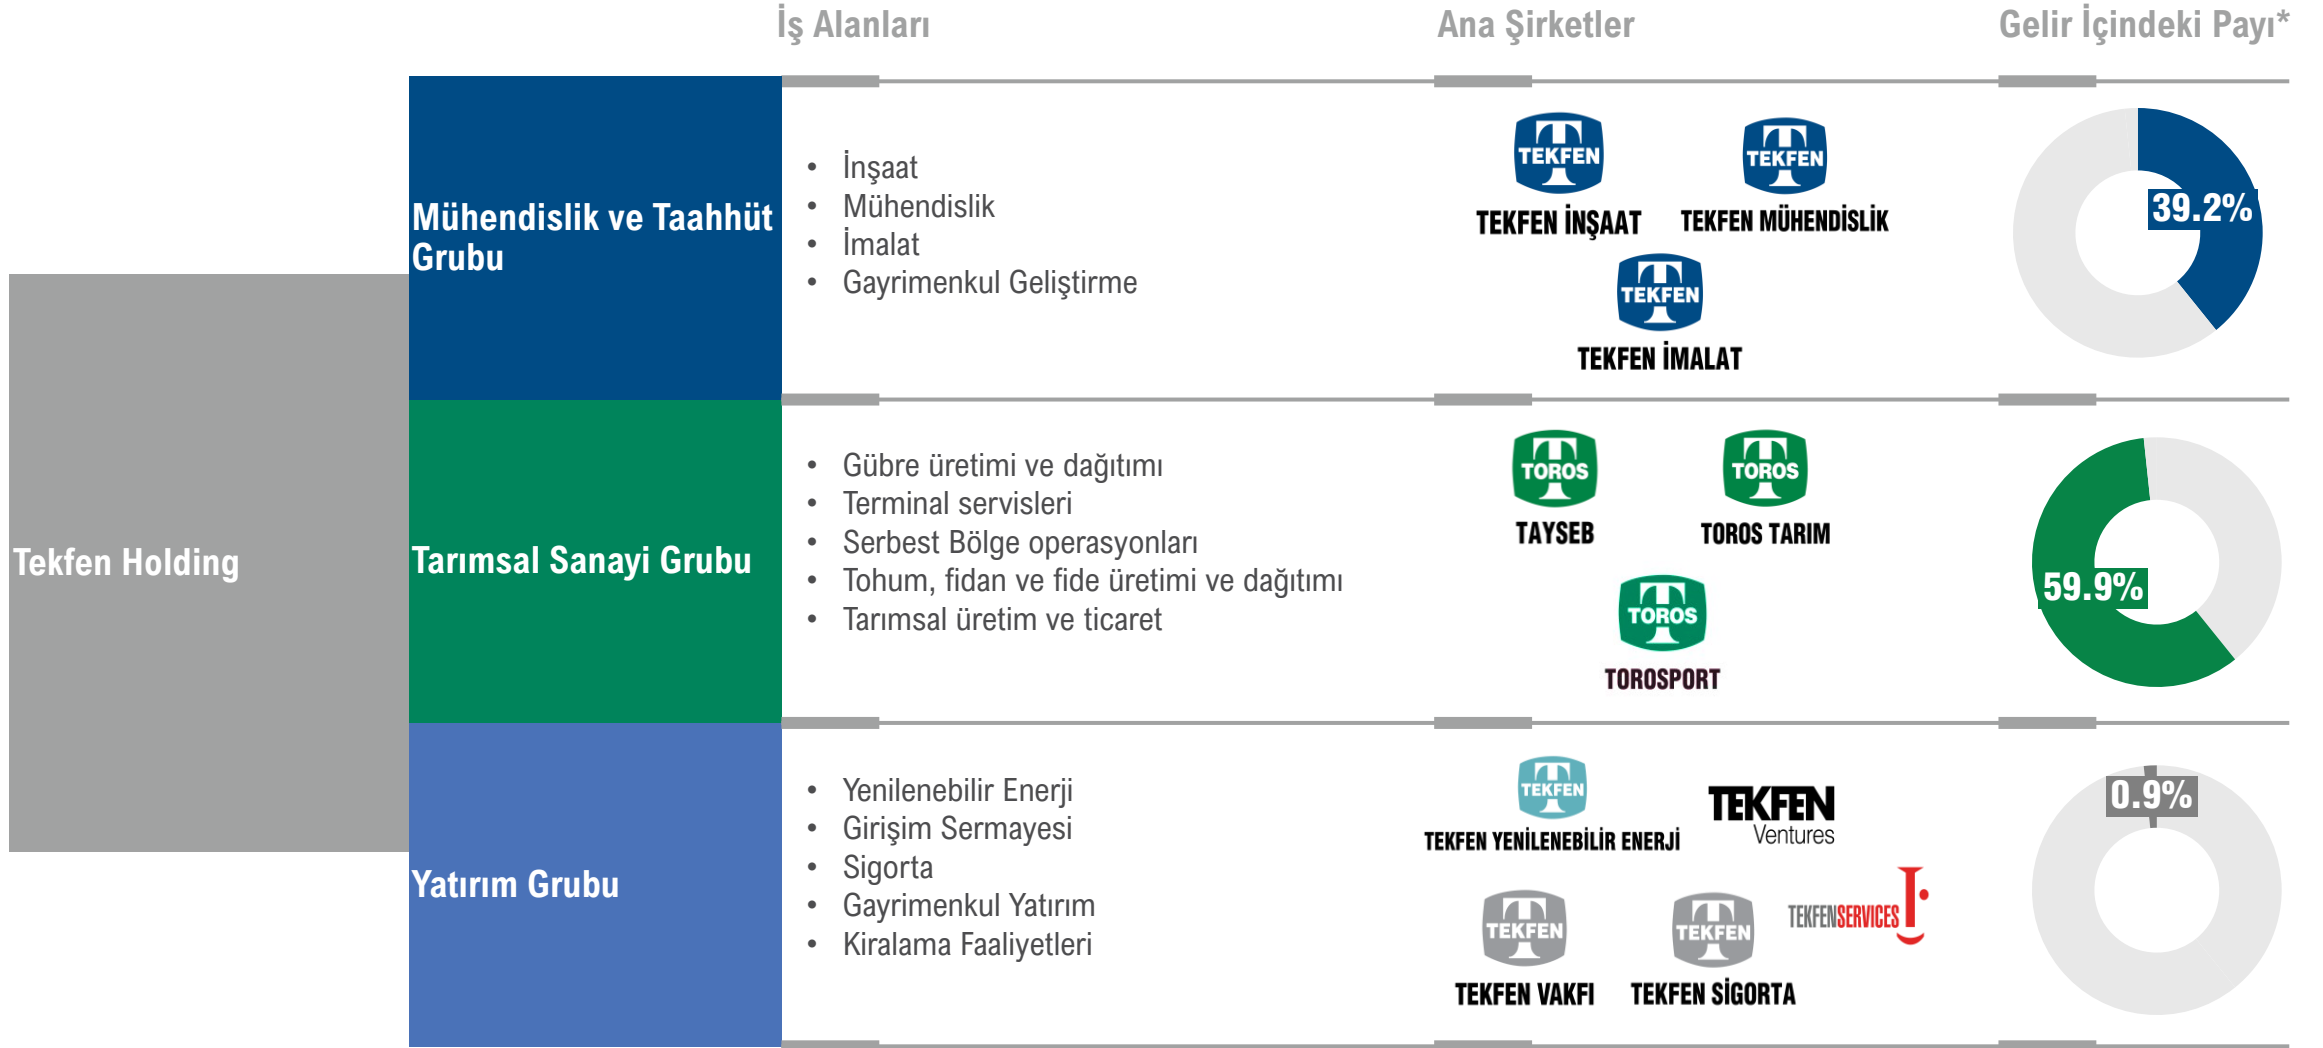 İş Alanları
Ana Şirketler
Gelir İçindeki Payı*
Tekfen Holding
Mühendislik ve Taahhüt
Grubu
• İnşaat
• Mühendislik
• İmalat
• Gayrimenkul Geliştirme
TEKFEN
TEKFEN İNŞAAT
TEKFEN
TEKFEN MÜHENDİSLİK
TEKFEN
TEKFEN İMALAT
39.2%
Tarımsal Sanayi Grubu
• Gübre üretimi ve dağıtımı
• Terminal servisleri
• Serbest Bölge operasyonları
• Tohum, fidan ve fide üretimi ve dağıtımı
• Tarımsal üretim ve ticaret
TOROS
TAYSEB
TOROS
TOROS TARIM
TOROS
TOROSPORT
59.9%
Yatırım Grubu
• Yenilenebilir Enerji
• Girişim Sermayesi
• Sigorta
• Gayrimenkul Yatırım
• Kiralama Faaliyetleri
TEKFEN
TEKFEN YENİLENEBİLİR ENERJİ
TEKFEN
Ventures
TEKFEN
TEKFEN VAKFI
TEKFEN
TEKFEN SİGORTA
TEKFENSERVICES
0.9%